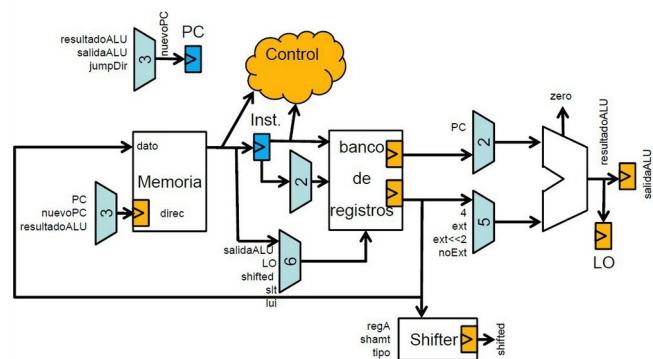 resultadoALU
salidaALU
jumpDir
3
nuevoPC
PC
Control
Inst.
dato
Memoria
direc
PC
nuevoPC
resultadoALU
3
2
banco
de
registros
salidaALU
LO
shifted
slt
lui
6
PC
2
4
ext
ext<<2
noExt
5
zero
resultadoALU
salidaALU
LO
regA
shamt
tipo
Shifter
shifted